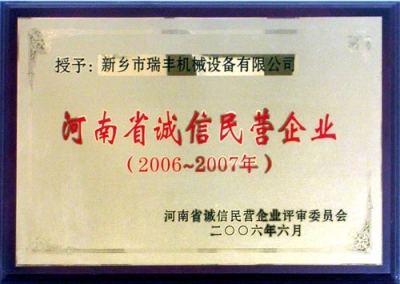 授予：新乡市瑞丰机械设备有限公司
河南省诚信民营企业
（2006~2007年）
河南省诚信民营企业评审委员会
二〇〇六年六月